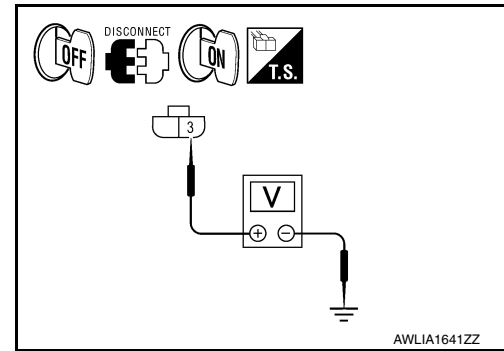 DISCONNECT
OFF
ON
T.S.
3
V
+ −
AWLIA1641ZZ